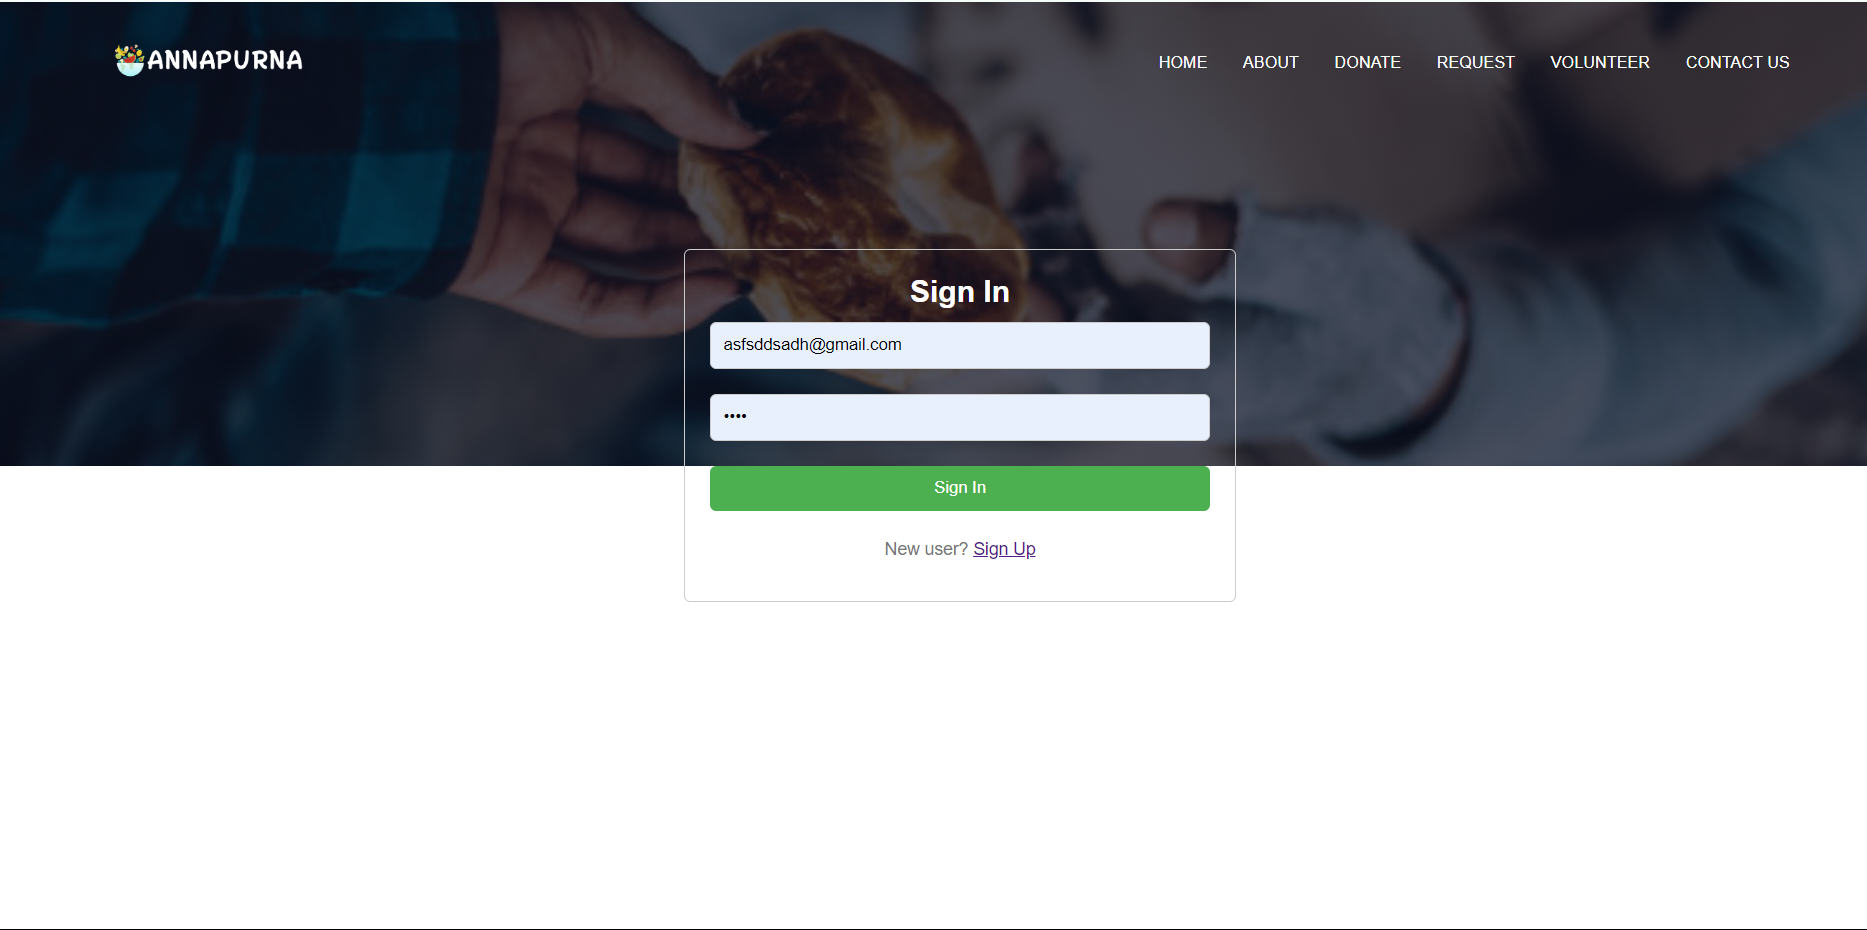 ANNAPURNA
HOME ABOUT DONATE REQUEST VOLUNTEER CONTACT US
Sign In
asfsddsadh@gmail.com
••••
Sign In
New user? Sign Up